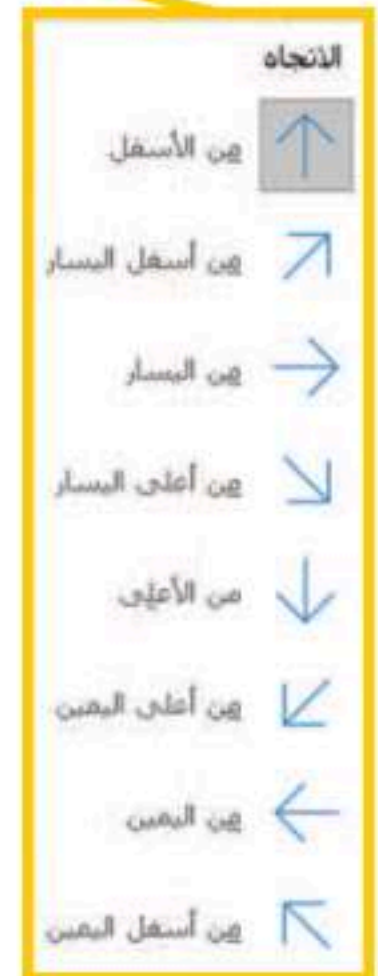 الاتجاه
من الأسفل
من أسفل اليسار
من اليسار
من أعلى اليسار
من الأعلى
من أعلى اليمين
من اليمين
من أسفل اليمين